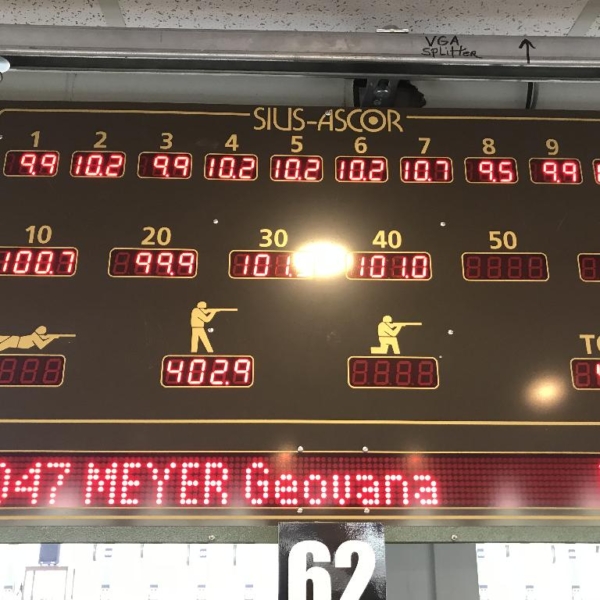 VGA
SPLITTER
SIUS-ASCOR
1 2 3 4 5 6 7 8 9
9.9 10.2 9.9 10.2 10.2 10.2 10.7 9.5 9.9
10 20 30 40 50
100.7 99.9 101.0
402.9
047 MEYER Geovana
62